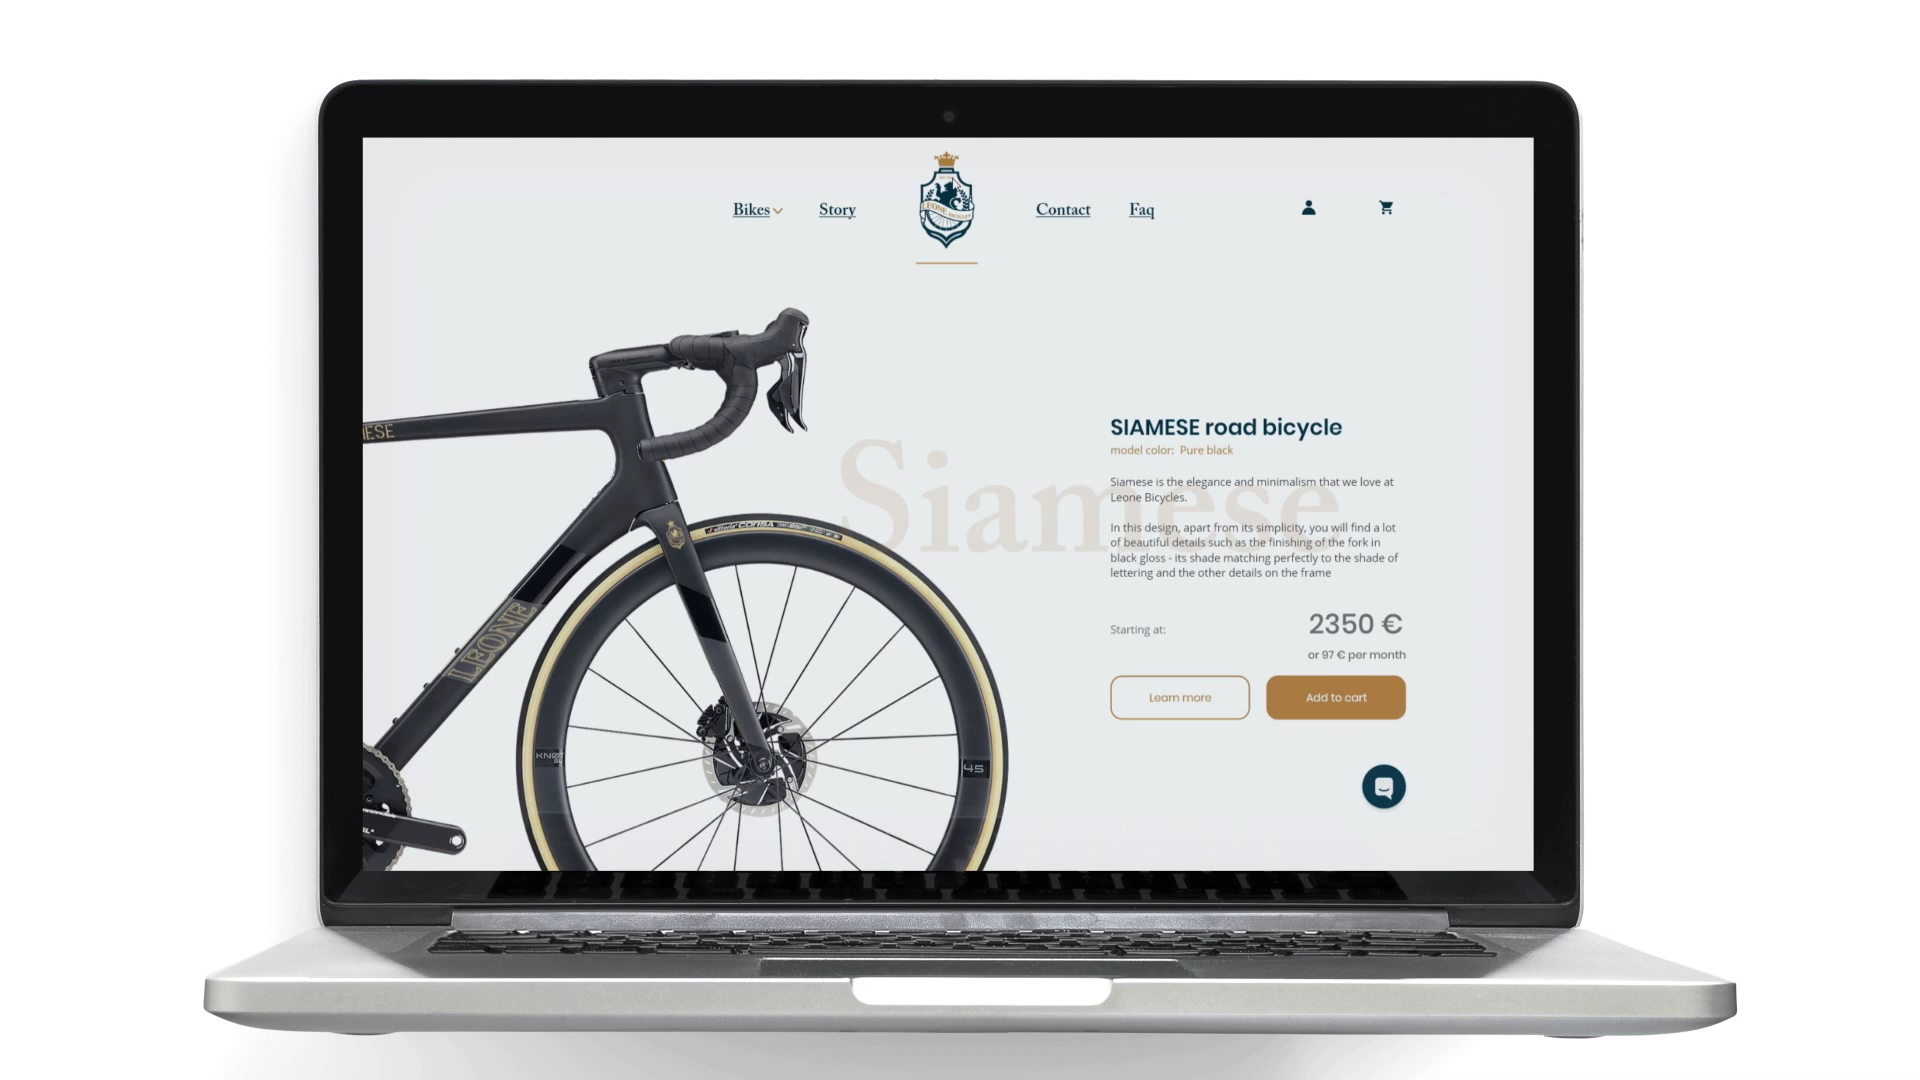 Bikes
Story
LEONE BICYCLES
Contact
Faq
ESE
CORSA
LEONE
45
Siamese
SIAMESE road bicycle
model color: Pure black
Siamese is the elegance and minimalism that we love at
Leone Bicycles.
In this design, apart from its simplicity, you will find a lot
of beautiful details such as the finishing of the fork in
black gloss - its shade matching perfectly to the shade of
lettering and the other details on the frame
Starting at:
2350 €
or 97 € per month
Learn more
Add to cart